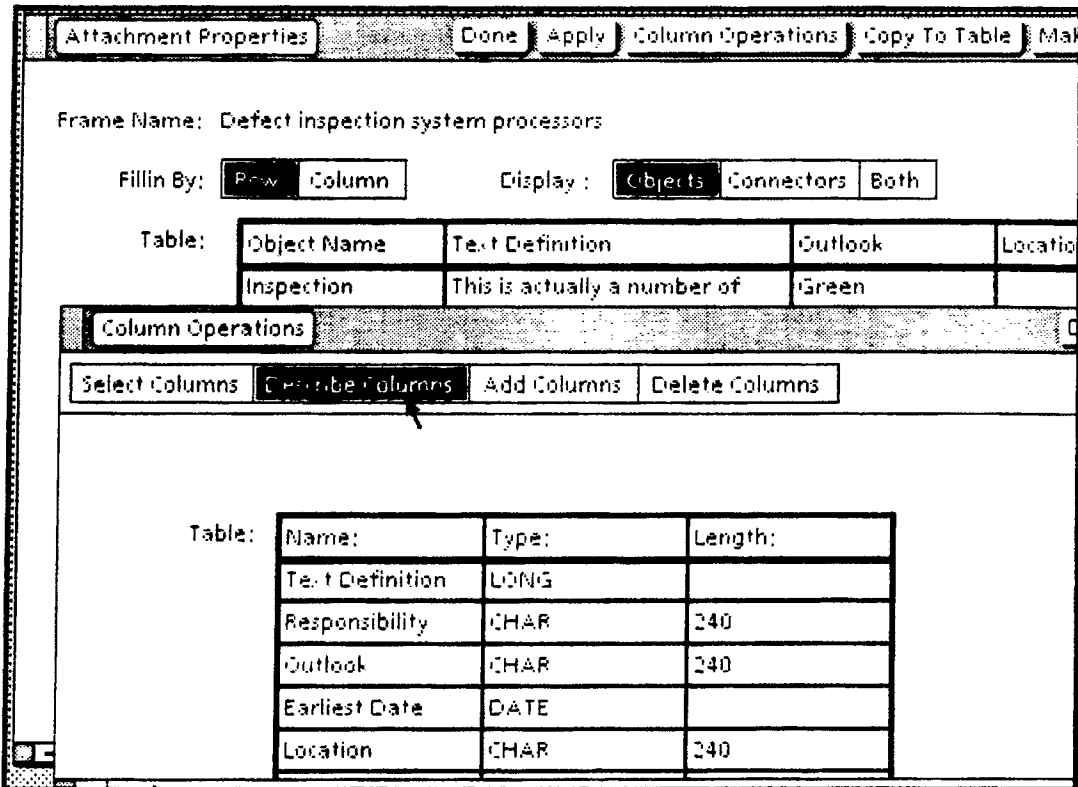 Attachment Properties Done Apply Column Operations Copy To Table Mak
Frame Name: Defect inspection system processors
Fillin By: Row Column Display : Objects Connectors Both
Table: Object Name Text Definition Outlook Locatio
Inspection This is actually a number of Green
Column Operations
Select Columns Describe Columns Add Columns Delete Columns
Table: Name: Type: Length:
Text Definition LONG
Responsibility CHAR 240
Outlook CHAR 240
Earliest Date DATE
Location CHAR 240